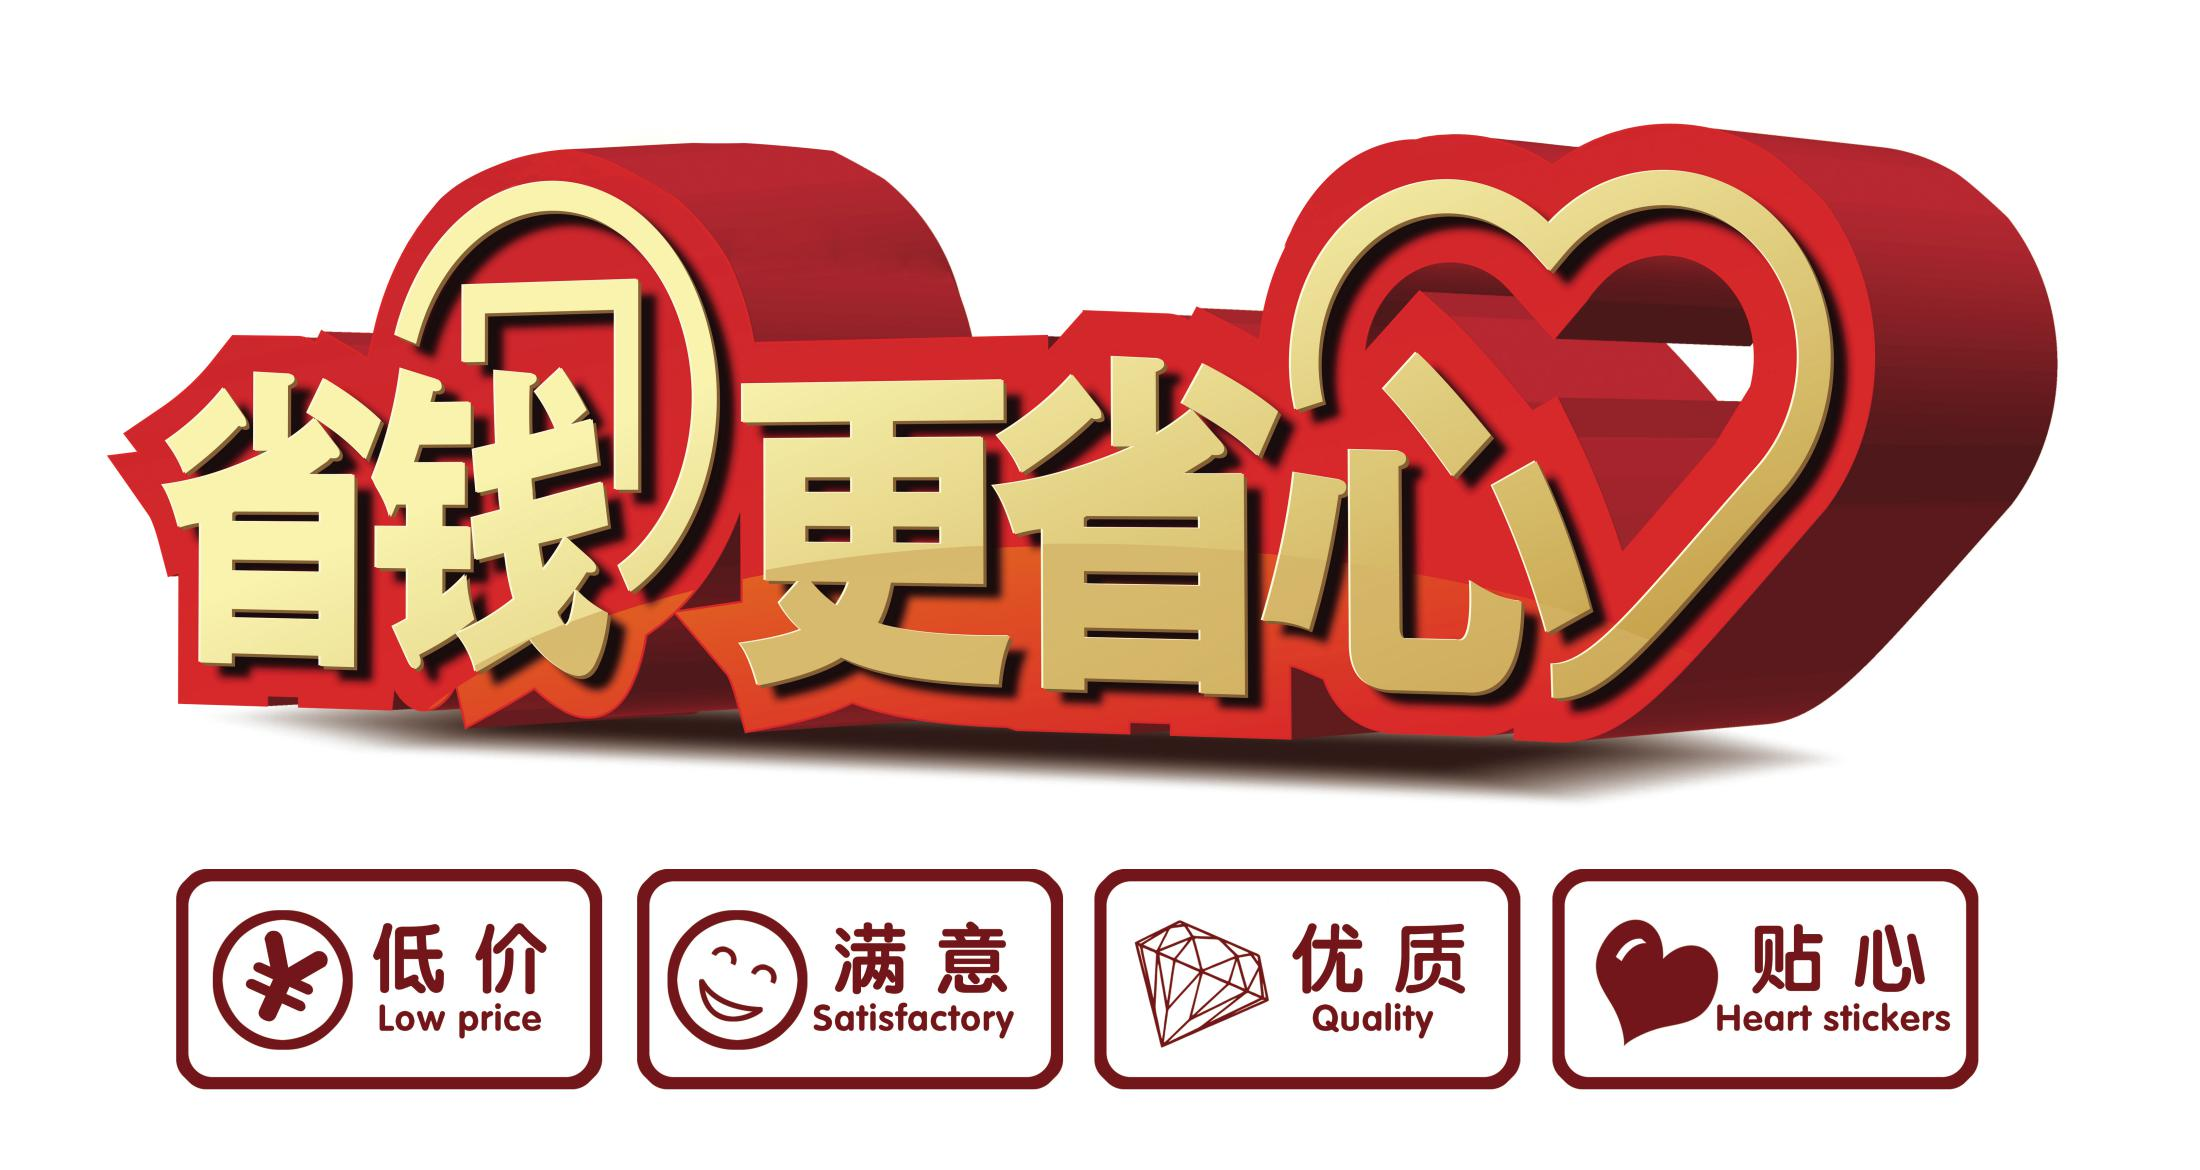 省钱更省心
低价
Low price
满意
Satisfactory
优质
Quality
贴心
Heart stickers